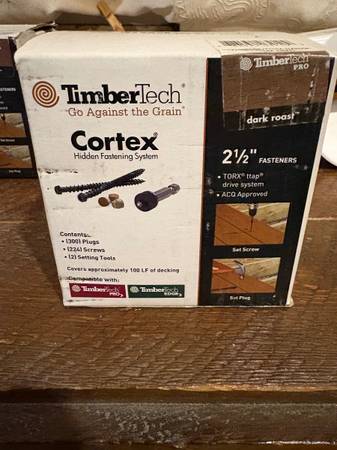 TimberTech®
Go Against the Grain®
TimberTech
PRO
dark roast™
Cortex®
Hidden Fastening System
2½" FASTENERS
• TORX® ttap®
drive system
• ACQ Approved
Set Screw
Contents:
• (300) Plugs
• (224) Screws
• (2) Setting Tools
Covers approximately 100 LF of decking
Compatible with:
TimberTech
PRO
TimberTech
EDGE
Set Plug